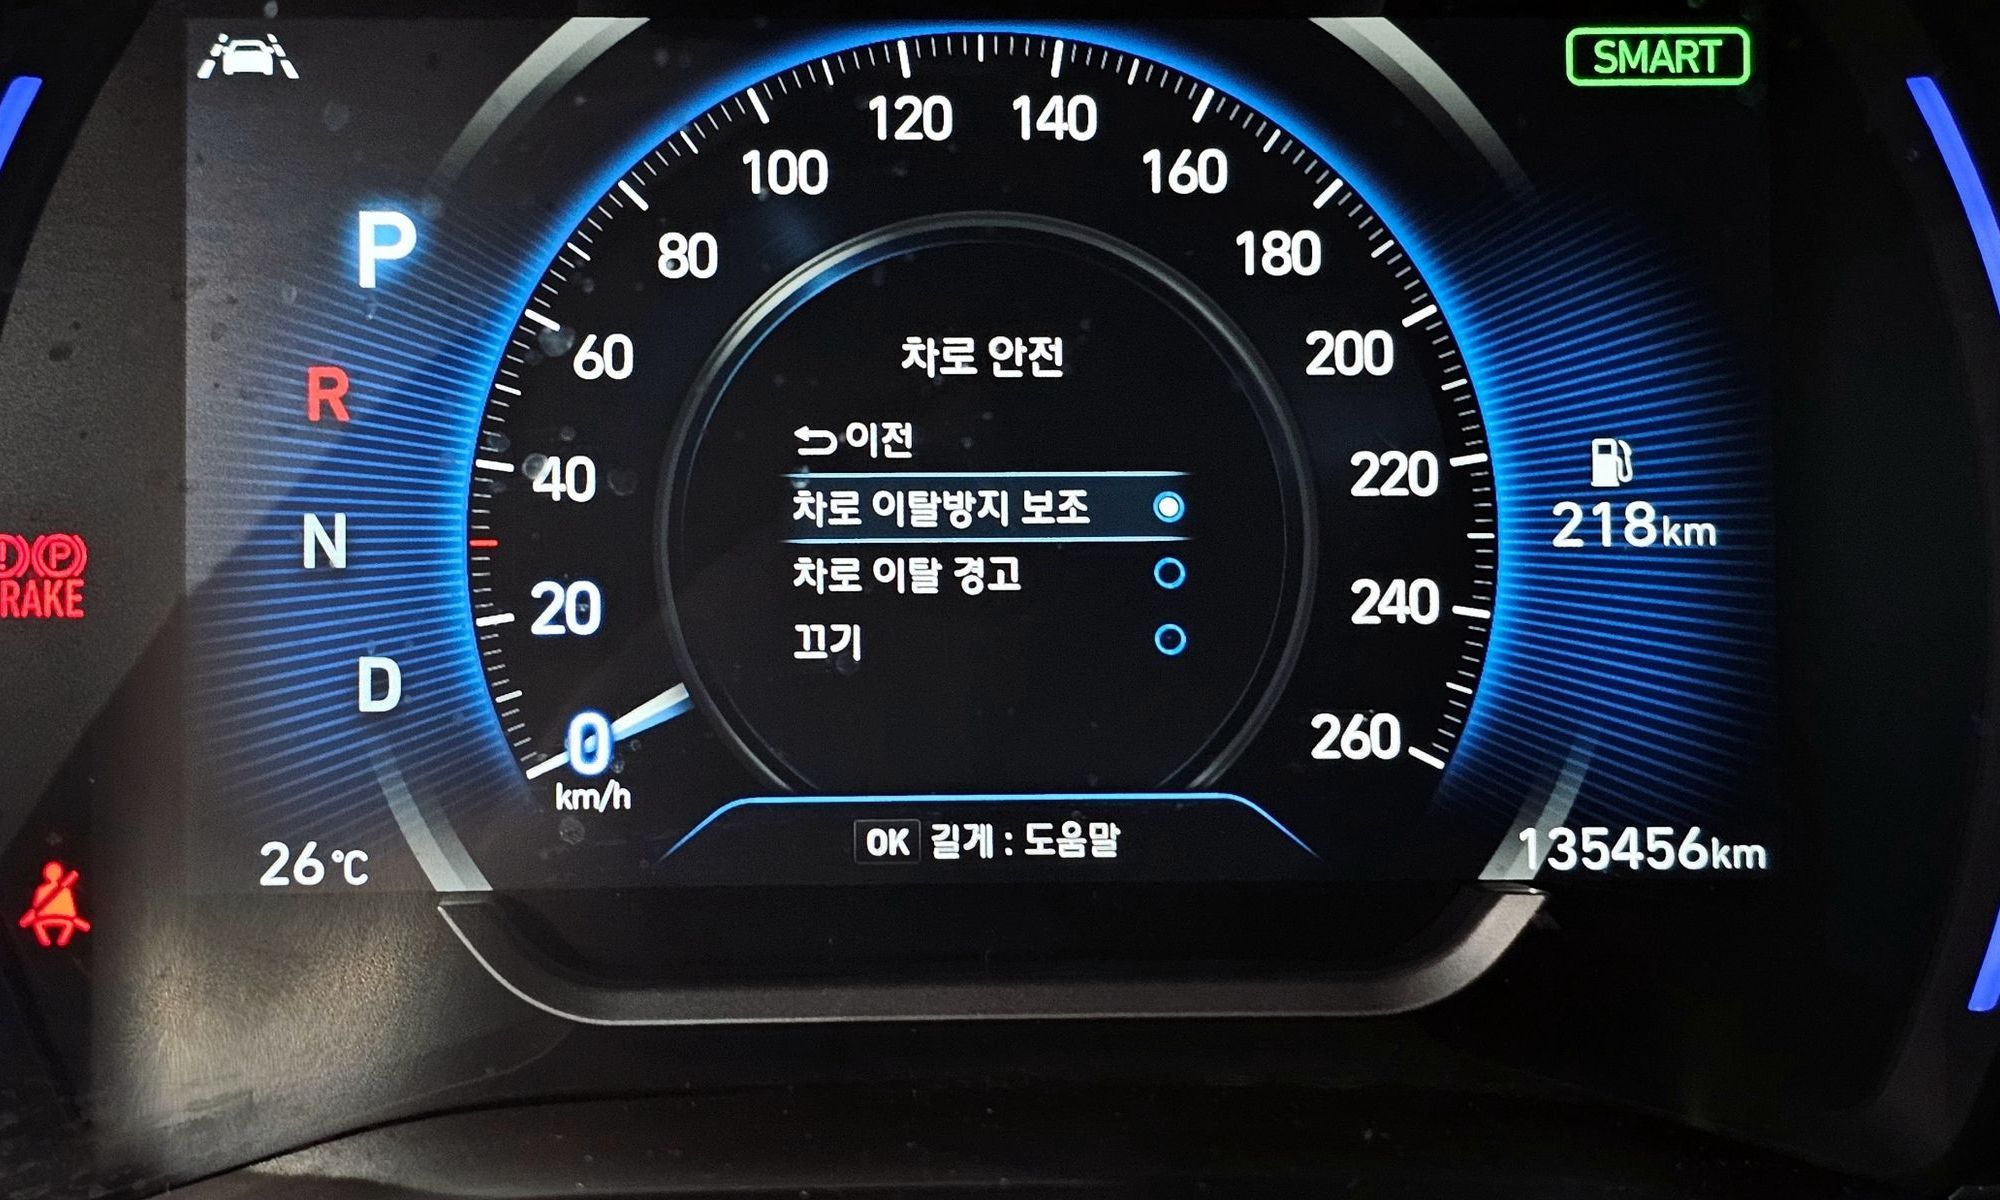 SMART
120 140
100 160
80 180
60 200
40 220
20 240
0 260
km/h
P
R
N
D
차로 안전
이전
차로 이탈방지 보조
차로 이탈 경고
끄기
OK 길게 : 도움말
218km
26°C
135456km
(P)
RAKE